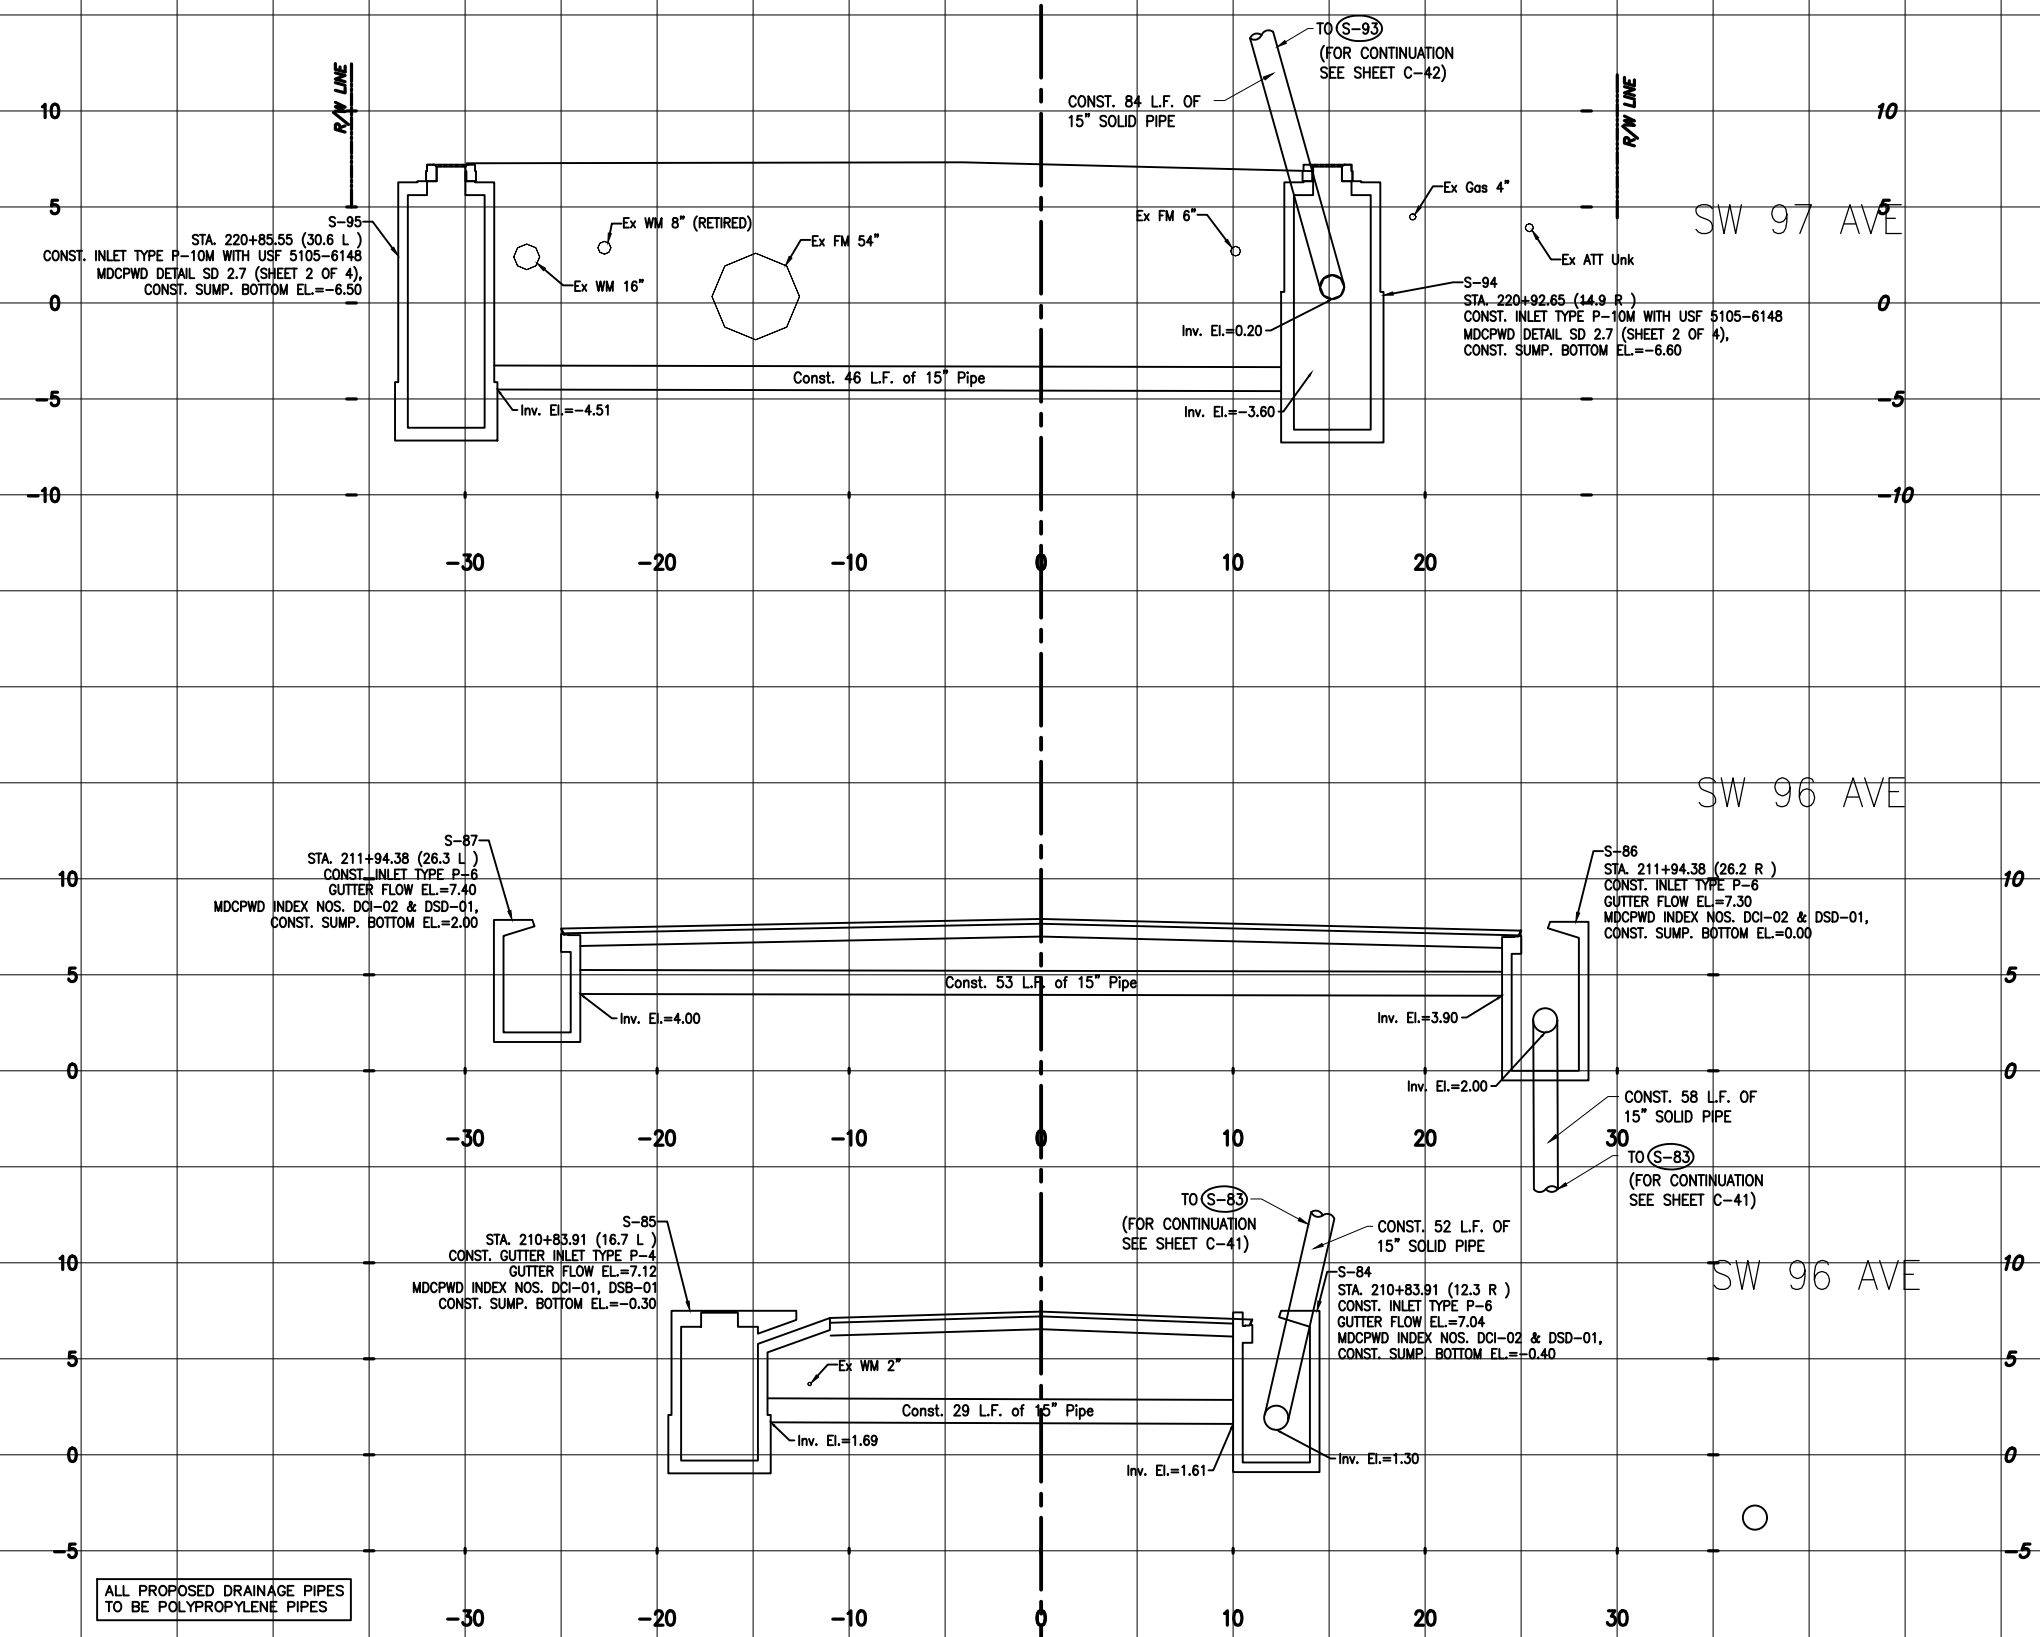 TO S-93
(FOR CONTINUATION
SEE SHEET C-42)
CONST. 84 L.F. OF
15" SOLID PIPE
R/W LINE
R/W LINE
10
10
5
5
0
0
-5
-5
-10
-10
SW 97 AVE
S-95
STA. 220+85.55 (30.6 L )
CONST. INLET TYPE P-10M WITH USF 5105-6148
MDCPWD DETAIL SD 2.7 (SHEET 2 OF 4),
CONST. SUMP. BOTTOM EL.=-6.50
Ex WM 8" (RETIRED)
Ex WM 16"
Ex FM 54"
Ex FM 6"
Ex Gas 4"
Ex ATT Unk
S-94
STA. 220+92.65 (14.9 R )
CONST. INLET TYPE P-10M WITH USF 5105-6148
MDCPWD DETAIL SD 2.7 (SHEET 2 OF 4),
CONST. SUMP. BOTTOM EL.=-6.60
Inv. El.=0.20
Const. 46 L.F. of 15" Pipe
Inv. El.=-4.51
Inv. El.=-3.60
-30 -20 -10 0 10 20
SW 96 AVE
S-87
STA. 211+94.38 (26.3 L )
CONST. INLET TYPE P-6
GUTTER FLOW EL.=7.40
MDCPWD INDEX NOS. DCI-02 & DSD-01,
CONST. SUMP. BOTTOM EL.=2.00
S-86
STA. 211+94.38 (26.2 R )
CONST. INLET TYPE P-6
GUTTER FLOW EL.=7.30
MDCPWD INDEX NOS. DCI-02 & DSD-01,
CONST. SUMP. BOTTOM EL.=0.00
10
10
5
5
0
0
Const. 53 L.F. of 15" Pipe
Inv. El.=4.00
Inv. El.=3.90
Inv. El.=2.00
CONST. 58 L.F. OF
15" SOLID PIPE
-30 -20 -10 0 10 20 30
TO S-83
(FOR CONTINUATION
SEE SHEET C-41)
TO S-83
(FOR CONTINUATION
SEE SHEET C-41)
CONST. 52 L.F. OF
15" SOLID PIPE
S-85
STA. 210+83.91 (16.7 L )
CONST. GUTTER INLET TYPE P-4
GUTTER FLOW EL.=7.12
MDCPWD INDEX NOS. DCI-01, DSB-01
CONST. SUMP. BOTTOM EL.=-0.30
S-84
STA. 210+83.91 (12.3 R )
CONST. INLET TYPE P-6
GUTTER FLOW EL.=7.04
MDCPWD INDEX NOS. DCI-02 & DSD-01,
CONST. SUMP. BOTTOM EL.=-0.40
SW 96 AVE
10
10
5
5
0
0
-5
-5
Ex WM 2"
Const. 29 L.F. of 15" Pipe
Inv. El.=1.69
Inv. El.=1.61
Inv. El.=1.30
ALL PROPOSED DRAINAGE PIPES
TO BE POLYPROPYLENE PIPES
-30 -20 -10 0 10 20 30